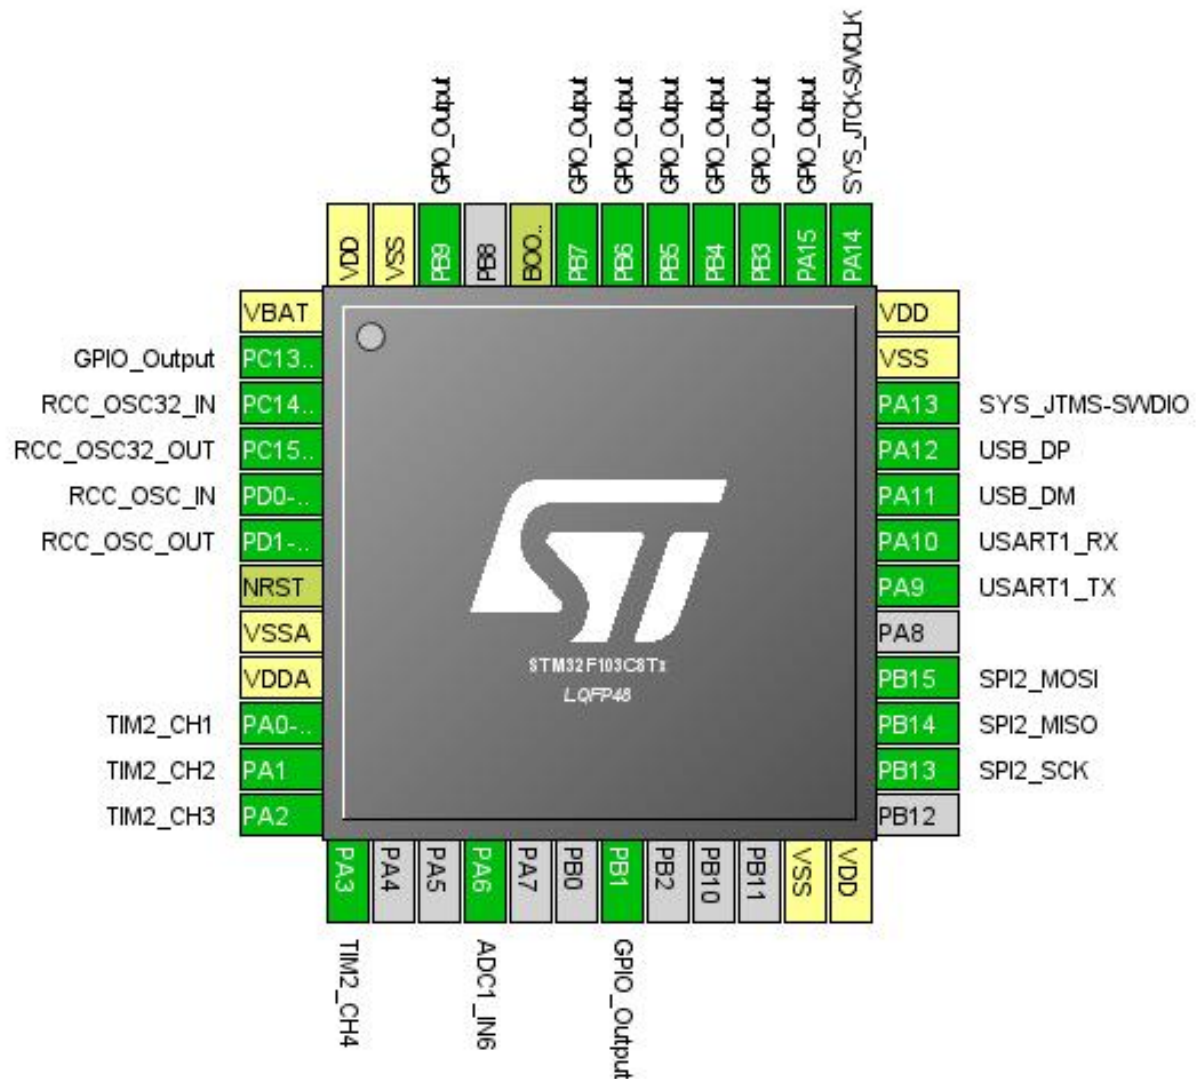 GPIO_Output
GPIO_Output
GPIO_Output
GPIO_Output
GPIO_Output
GPIO_Output
GPIO_Output
SYS_JTCK-SWCLK
VDD
VSS
PB9
PB8
BOO..
PB7
PB6
PB5
PB4
PB3
PA15
PA14
VBAT
GPIO_Output PC13..
RCC_OSC32_IN PC14..
RCC_OSC32_OUT PC15..
RCC_OSC_IN PD0-..
RCC_OSC_OUT PD1-..
NRST
VSSA
VDDA
TIM2_CH1 PA0-..
TIM2_CH2 PA1
TIM2_CH3 PA2
ST
STM32F103C8Tx
LQFP48
VDD
VSS
PA13 SYS_JTMS-SWDIO
PA12 USB_DP
PA11 USB_DM
PA10 USART1_RX
PA9 USART1_TX
PA8
PB15 SPI2_MOSI
PB14 SPI2_MISO
PB13 SPI2_SCK
PB12
PA3
PA4
PA5
PA6
PA7
PB0
PB1
PB2
PB10
PB11
VSS
VDD
TIM2_CH4
ADC1_IN6
GPIO_Output